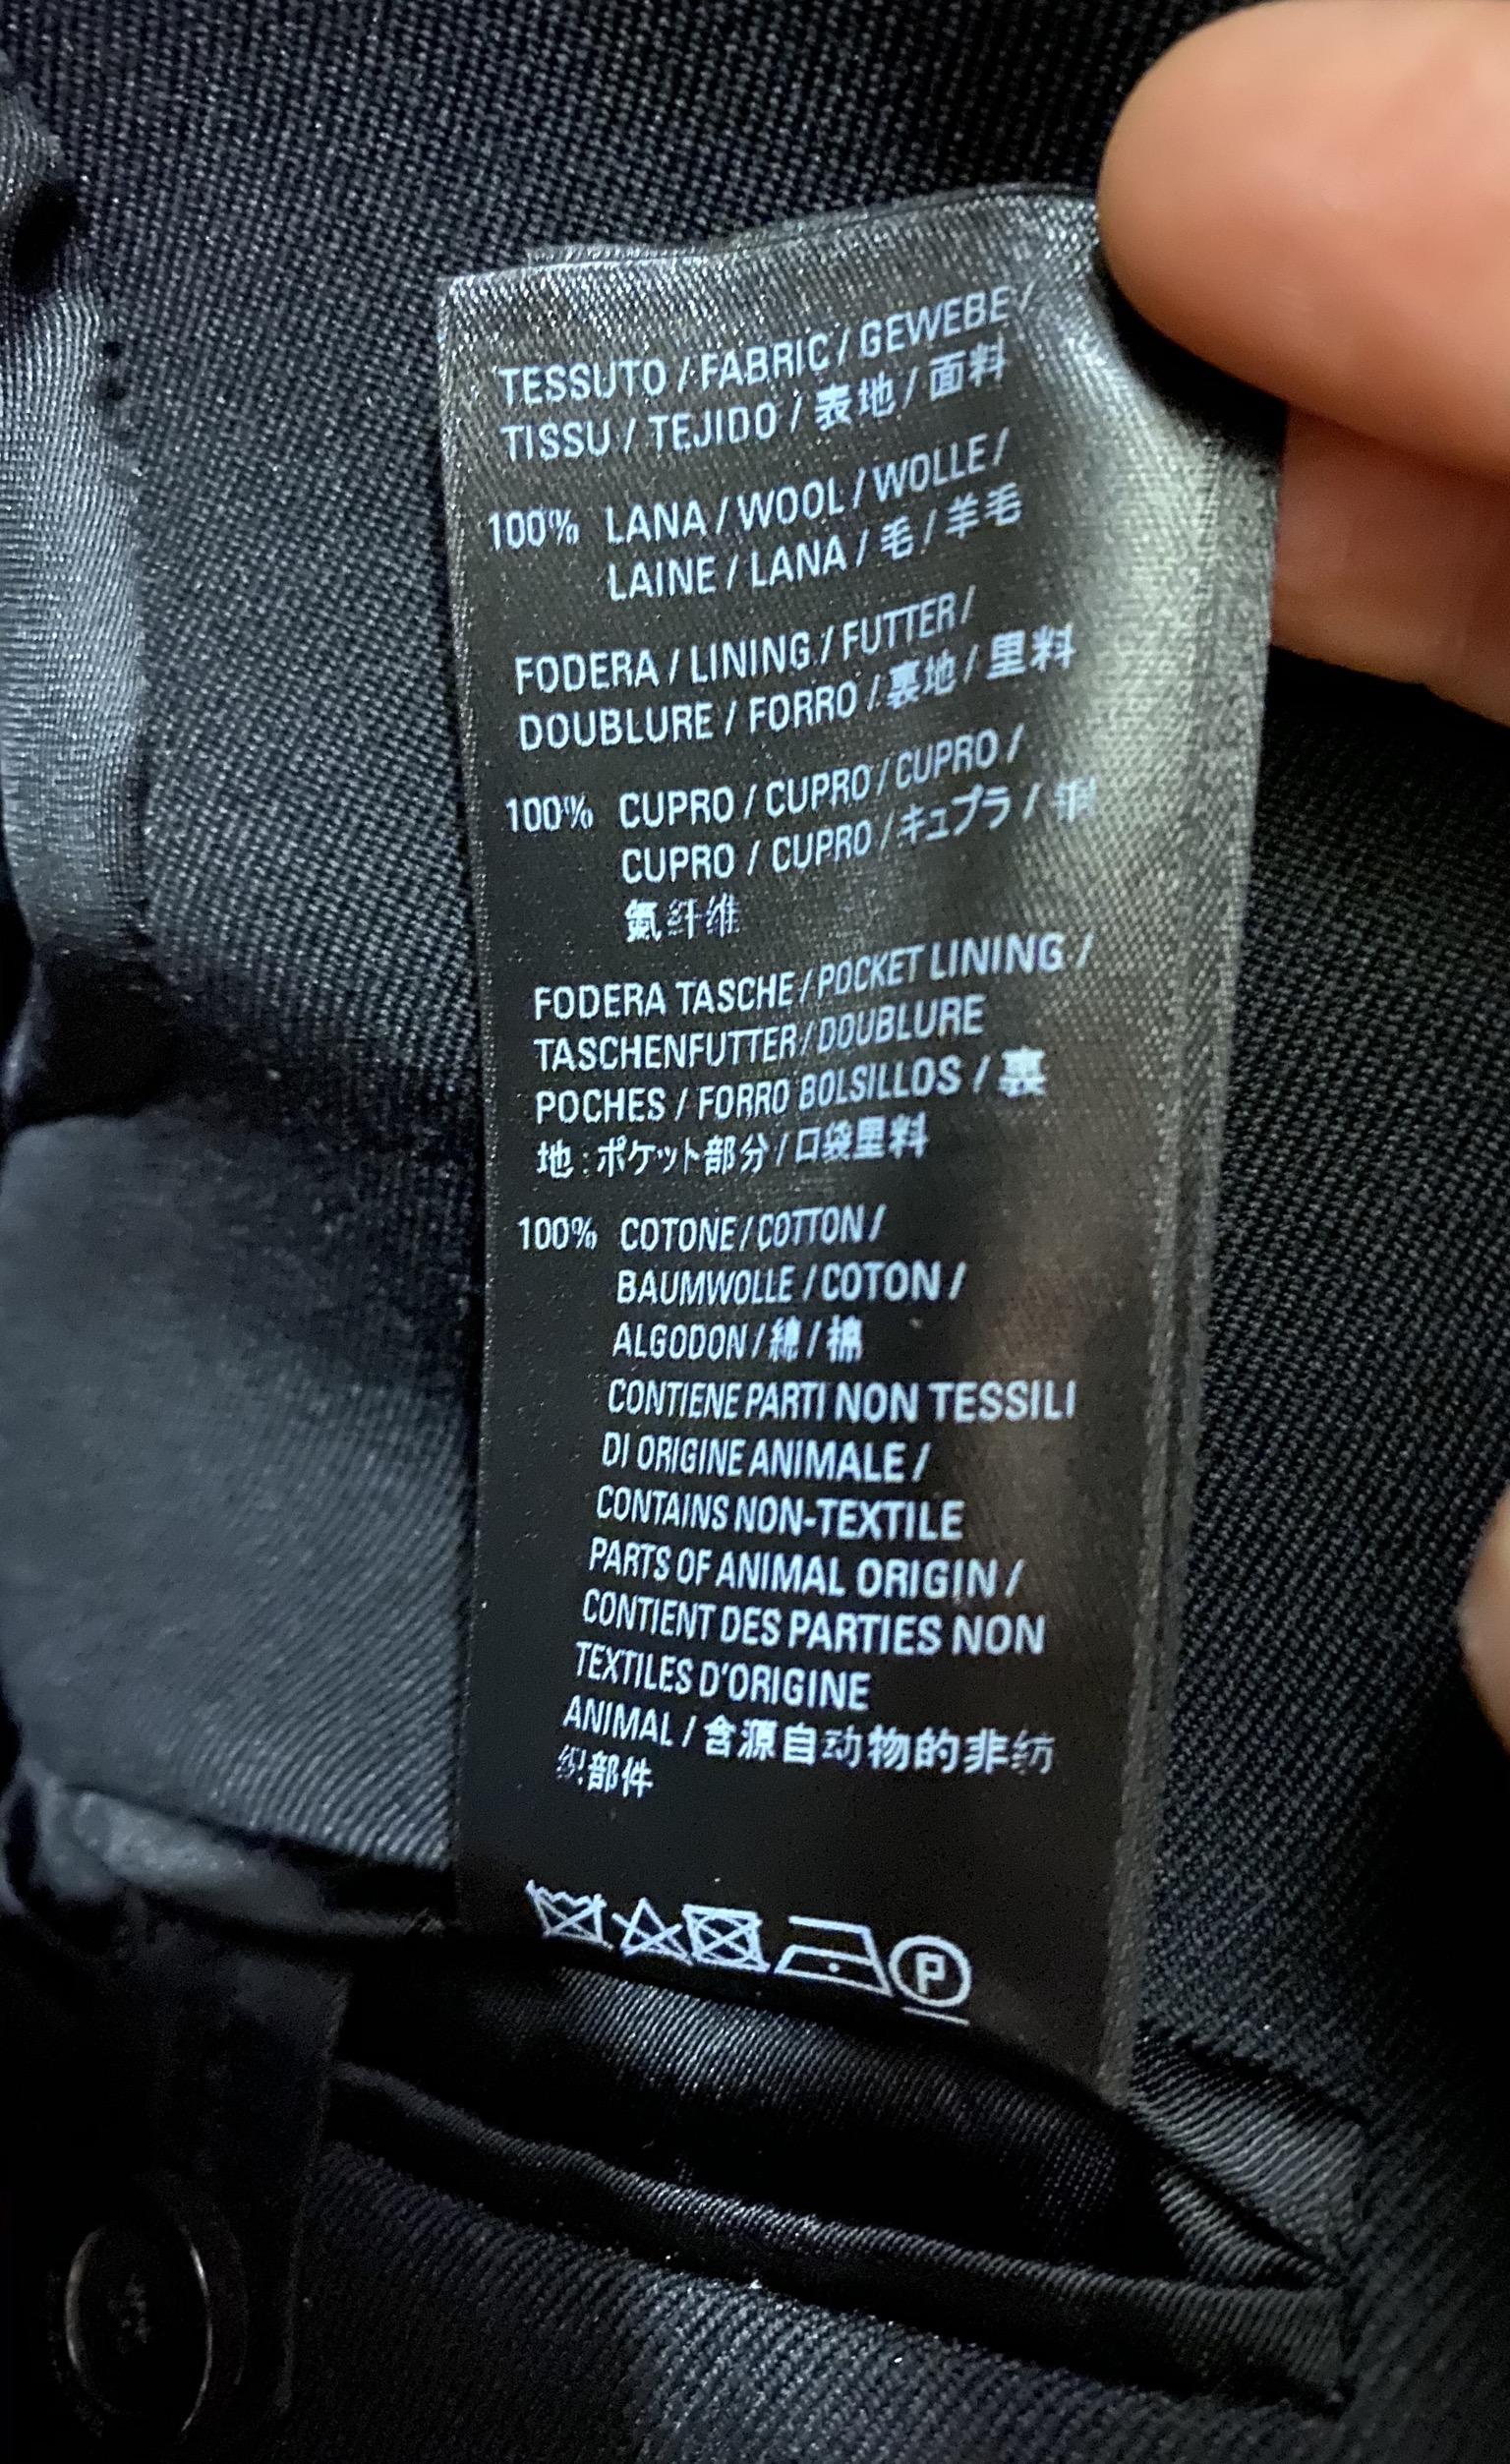 TESSUTO / FABRIC / GEWEBE /
TISSU / TEJIDO / 表地 / 面料
100% LANA / WOOL / WOLLE /
LAINE / LANA / 毛 / 羊毛
FODERA / LINING / FUTTER /
DOUBLURE / FORRO / 裏地 / 里料
100% CUPRO / CUPRO / CUPRO /
CUPRO / CUPRO / キュプラ / 铜
氨纤维
FODERA TASCHE / POCKET LINING /
TASCHENFUTTER / DOUBLURE
POCHES / FORRO BOLSILLOS / 裏
地 : ポケット部分 / 口袋里料
100% COTONE / COTTON /
BAUMWOLLE / COTON /
ALGODON / 綿 / 棉
CONTIENE PARTI NON TESSILI
DI ORIGINE ANIMALE /
CONTAINS NON-TEXTILE
PARTS OF ANIMAL ORIGIN /
CONTIENT DES PARTIES NON
TEXTILES D'ORIGINE
ANIMAL / 含源自动物的非纺
织部件
P